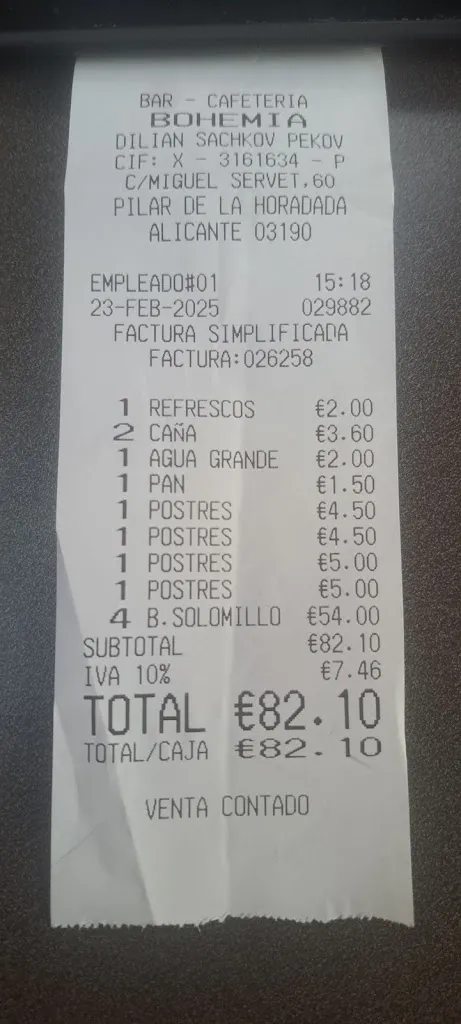 BAR - CAFETERIA
BOHEMIA
DILIAN SACHKOV PEKOV
CIF: X - 3161634 - P
C/MIGUEL SERVET,60
PILAR DE LA HORADADA
ALICANTE 03190
EMPLEADO#01 15:18
23-FEB-2025 029882
FACTURA SIMPLIFICADA
FACTURA:026258
1 REFRESCOS €2.00
2 CAÑA €3.60
1 AGUA GRANDE €2.00
1 PAN €1.50
1 POSTRES €4.50
1 POSTRES €4.50
1 POSTRES €5.00
1 POSTRES €5.00
4 B.SOLOMILLO €54.00
SUBTOTAL €82.10
IVA 10% €7.46
TOTAL €82.10
TOTAL/CAJA €82.10
VENTA CONTADO